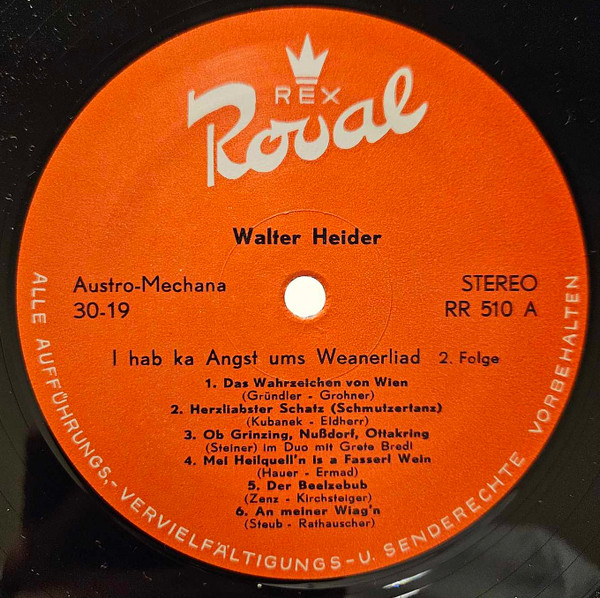 REX
Royal
Walter Heider
Austro-Mechana
30-19
STEREO
RR 510 A
I hab ka Angst ums Weanerliad 2. Folge
1. Das Wahrzeichen von Wien
(Gründler - Grohner)
2. Herzliabster Schatz (Schmutzertanz)
(Kubanek - Eldherr)
3. Ob Grinzing, Nußdorf, Ottakring
(Steiner) im Duo mit Grete Bredl
4. Mei Heilquell'n is a Fasserl Wein
(Hauer - Ermad)
5. Der Beelzebub
(Zenz - Kirchsteiger)
6. An meiner Wiag'n
(Steub - Rathauscher)
ALLE AUFFÜHRUNGS,- VERVIELFÄLTIGUNGS-U. SENDERECHTE VORBEHALTEN